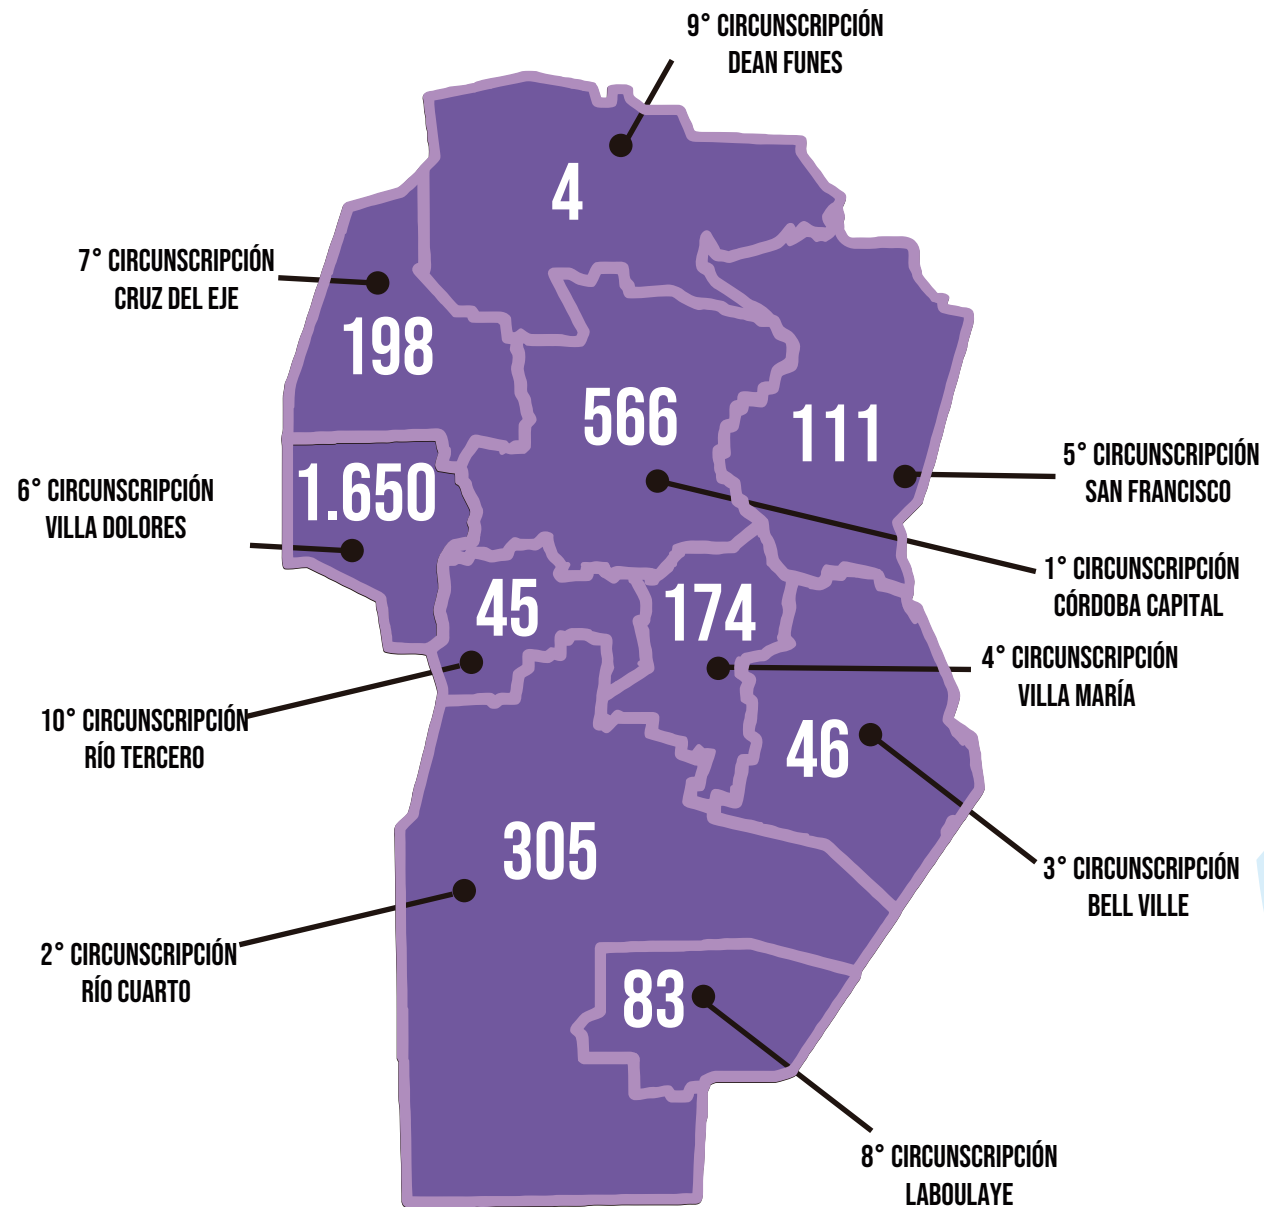 9° CIRCUNSCRIPCIÓN
DEAN FUNES
4
7° CIRCUNSCRIPCIÓN
CRUZ DEL EJE
198
566
111
5° CIRCUNSCRIPCIÓN
SAN FRANCISCO
6° CIRCUNSCRIPCIÓN
VILLA DOLORES
1.650
1° CIRCUNSCRIPCIÓN
CÓRDOBA CAPITAL
45
174
4° CIRCUNSCRIPCIÓN
VILLA MARÍA
10° CIRCUNSCRIPCIÓN
RÍO TERCERO
46
305
3° CIRCUNSCRIPCIÓN
BELL VILLE
2° CIRCUNSCRIPCIÓN
RÍO CUARTO
83
8° CIRCUNSCRIPCIÓN
LABOULAYE